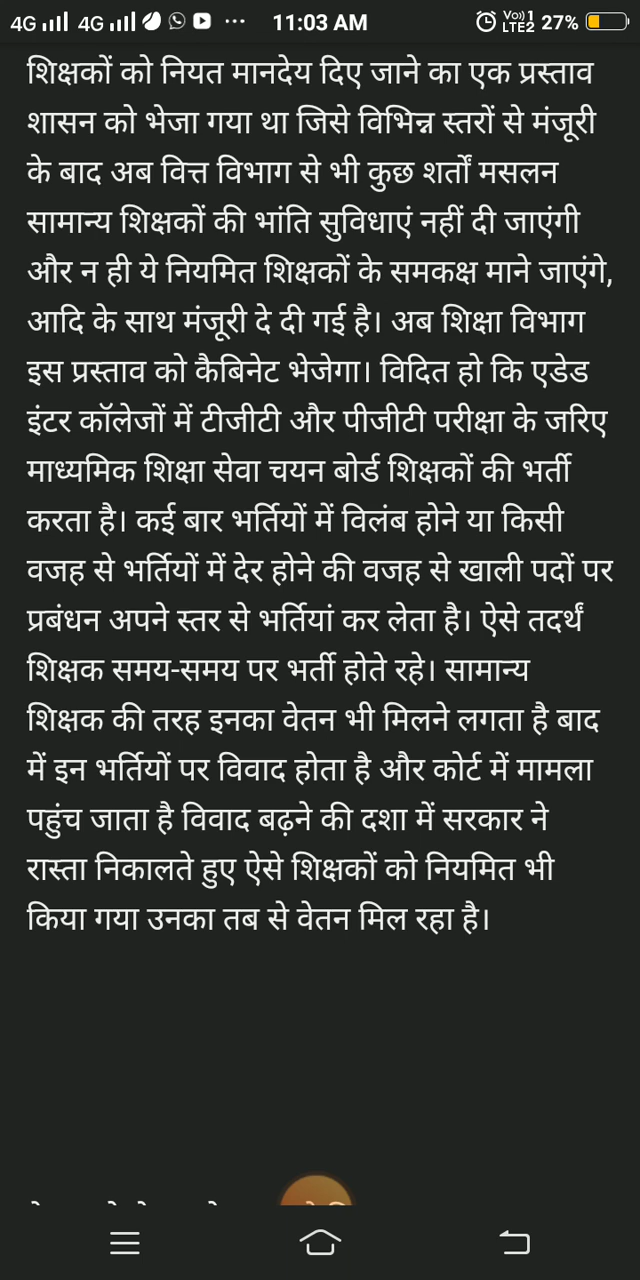 4G 4G ... 11:03 AM Vo))1 LTE2 27%
शिक्षकों को नियत मानदेय दिए जाने का एक प्रस्ताव
शासन को भेजा गया था जिसे विभिन्न स्तरों से मंजूरी
के बाद अब वित्त विभाग से भी कुछ शर्तों मसलन
सामान्य शिक्षकों की भांति सुविधाएं नहीं दी जाएंगी
और न ही ये नियमित शिक्षकों के समकक्ष माने जाएंगे,
आदि के साथ मंजूरी दे दी गई है। अब शिक्षा विभाग
इस प्रस्ताव को कैबिनेट भेजेगा। विदित हो कि एडेड
इंटर कॉलेजों में टीजीटी और पीजीटी परीक्षा के जरिए
माध्यमिक शिक्षा सेवा चयन बोर्ड शिक्षकों की भर्ती
करता है। कई बार भर्तियों में विलंब होने या किसी
वजह से भर्तियों में देर होने की वजह से खाली पदों पर
प्रबंधन अपने स्तर से भर्तियां कर लेता है। ऐसे तदर्थं
शिक्षक समय-समय पर भर्ती होते रहे। सामान्य
शिक्षक की तरह इनका वेतन भी मिलने लगता है बाद
में इन भर्तियों पर विवाद होता है और कोर्ट में मामला
पहुंच जाता है विवाद बढ़ने की दशा में सरकार ने
रास्ता निकालते हुए ऐसे शिक्षकों को नियमित भी
किया गया उनका तब से वेतन मिल रहा है।